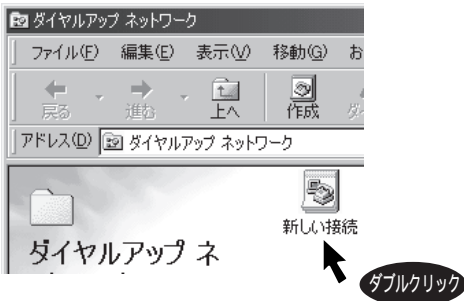 ダイヤルアップ ネットワーク
ファイル(F) 編集(E) 表示(V) 移動(G) お
戻る 進む 上へ 作成 ダ
アドレス(D) ダイヤルアップ ネットワーク
新しい接続
ダイヤルアップ ネ
ダブルクリック